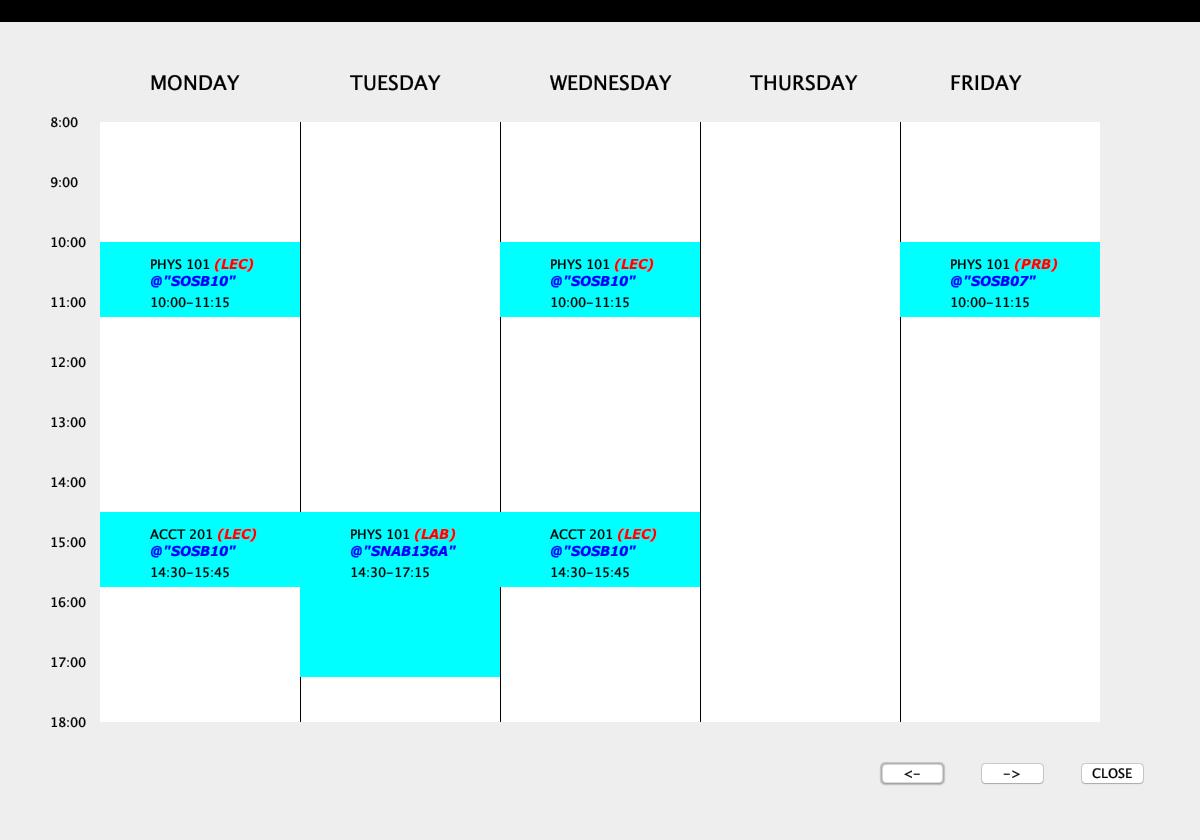 MONDAY TUESDAY WEDNESDAY THURSDAY FRIDAY
8:00
9:00
10:00
PHYS 101 (LEC) PHYS 101 (LEC) PHYS 101 (PRB)
@"SOSB10" @"SOSB10" @"SOSB07"
11:00 10:00-11:15 10:00-11:15 10:00-11:15
12:00
13:00
14:00
ACCT 201 (LEC) PHYS 101 (LAB) ACCT 201 (LEC)
15:00 @"SOSB10" @"SNAB136A" @"SOSB10"
14:30-15:45 14:30-17:15 14:30-15:45
16:00
17:00
18:00
<- -> CLOSE